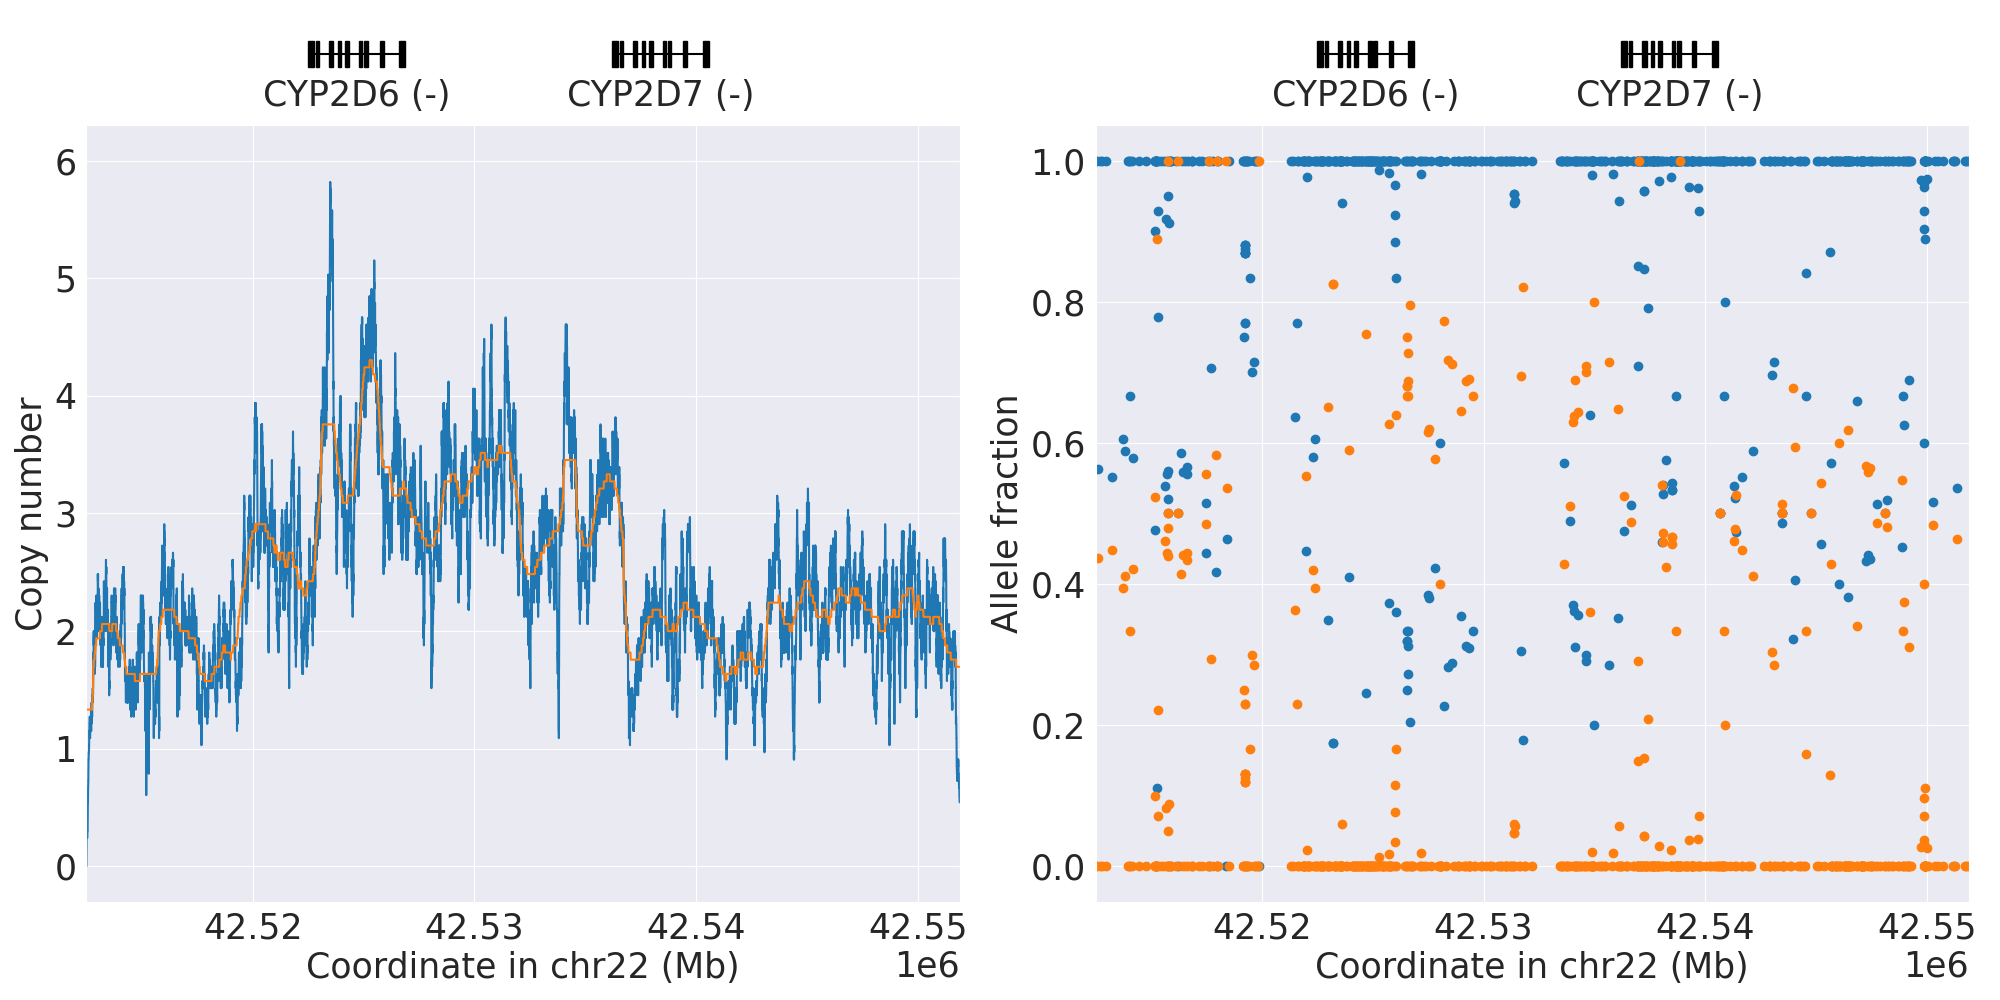 CYP2D6 (-) CYP2D7 (-)
6
5
4
3
2
1
0
Copy number
42.52 42.53 42.54 42.55
Coordinate in chr22 (Mb) 1e6
CYP2D6 (-) CYP2D7 (-)
1.0
0.8
0.6
0.4
0.2
0.0
Allele fraction
42.52 42.53 42.54 42.55
Coordinate in chr22 (Mb) 1e6